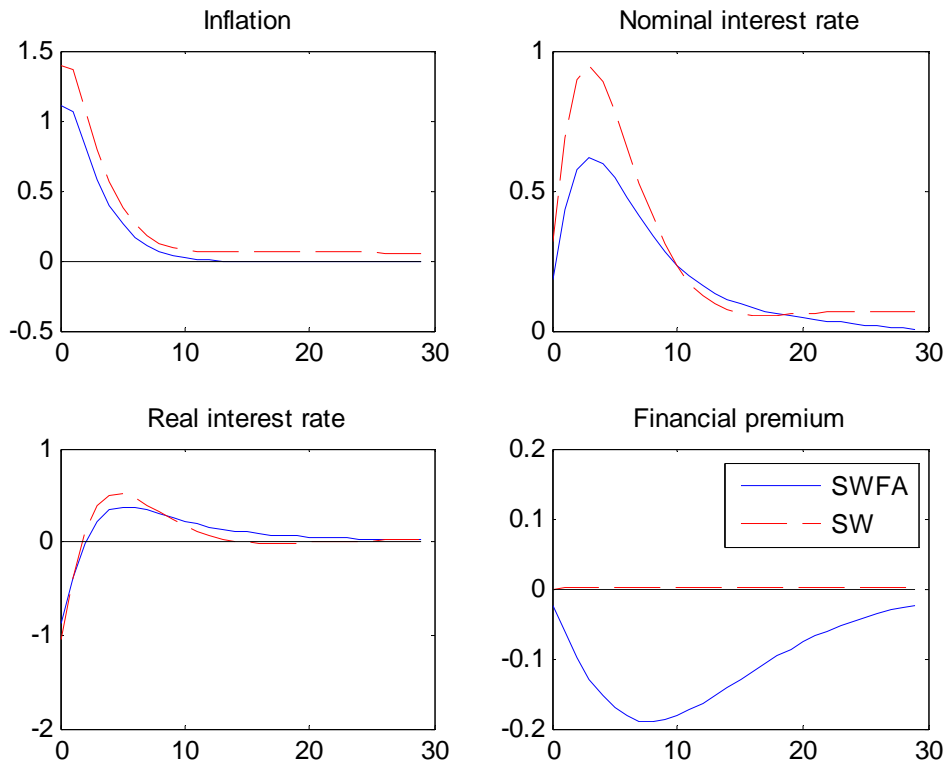 Inflation
1.5
1
0.5
0
-0.5
0 10 20 30
Nominal interest rate
1
0.5
0
0 10 20 30
Real interest rate
1
0
-1
-2
0 10 20 30
Financial premium
0.2
0.1
0
-0.1
-0.2
0 10 20 30
SWFA
SW